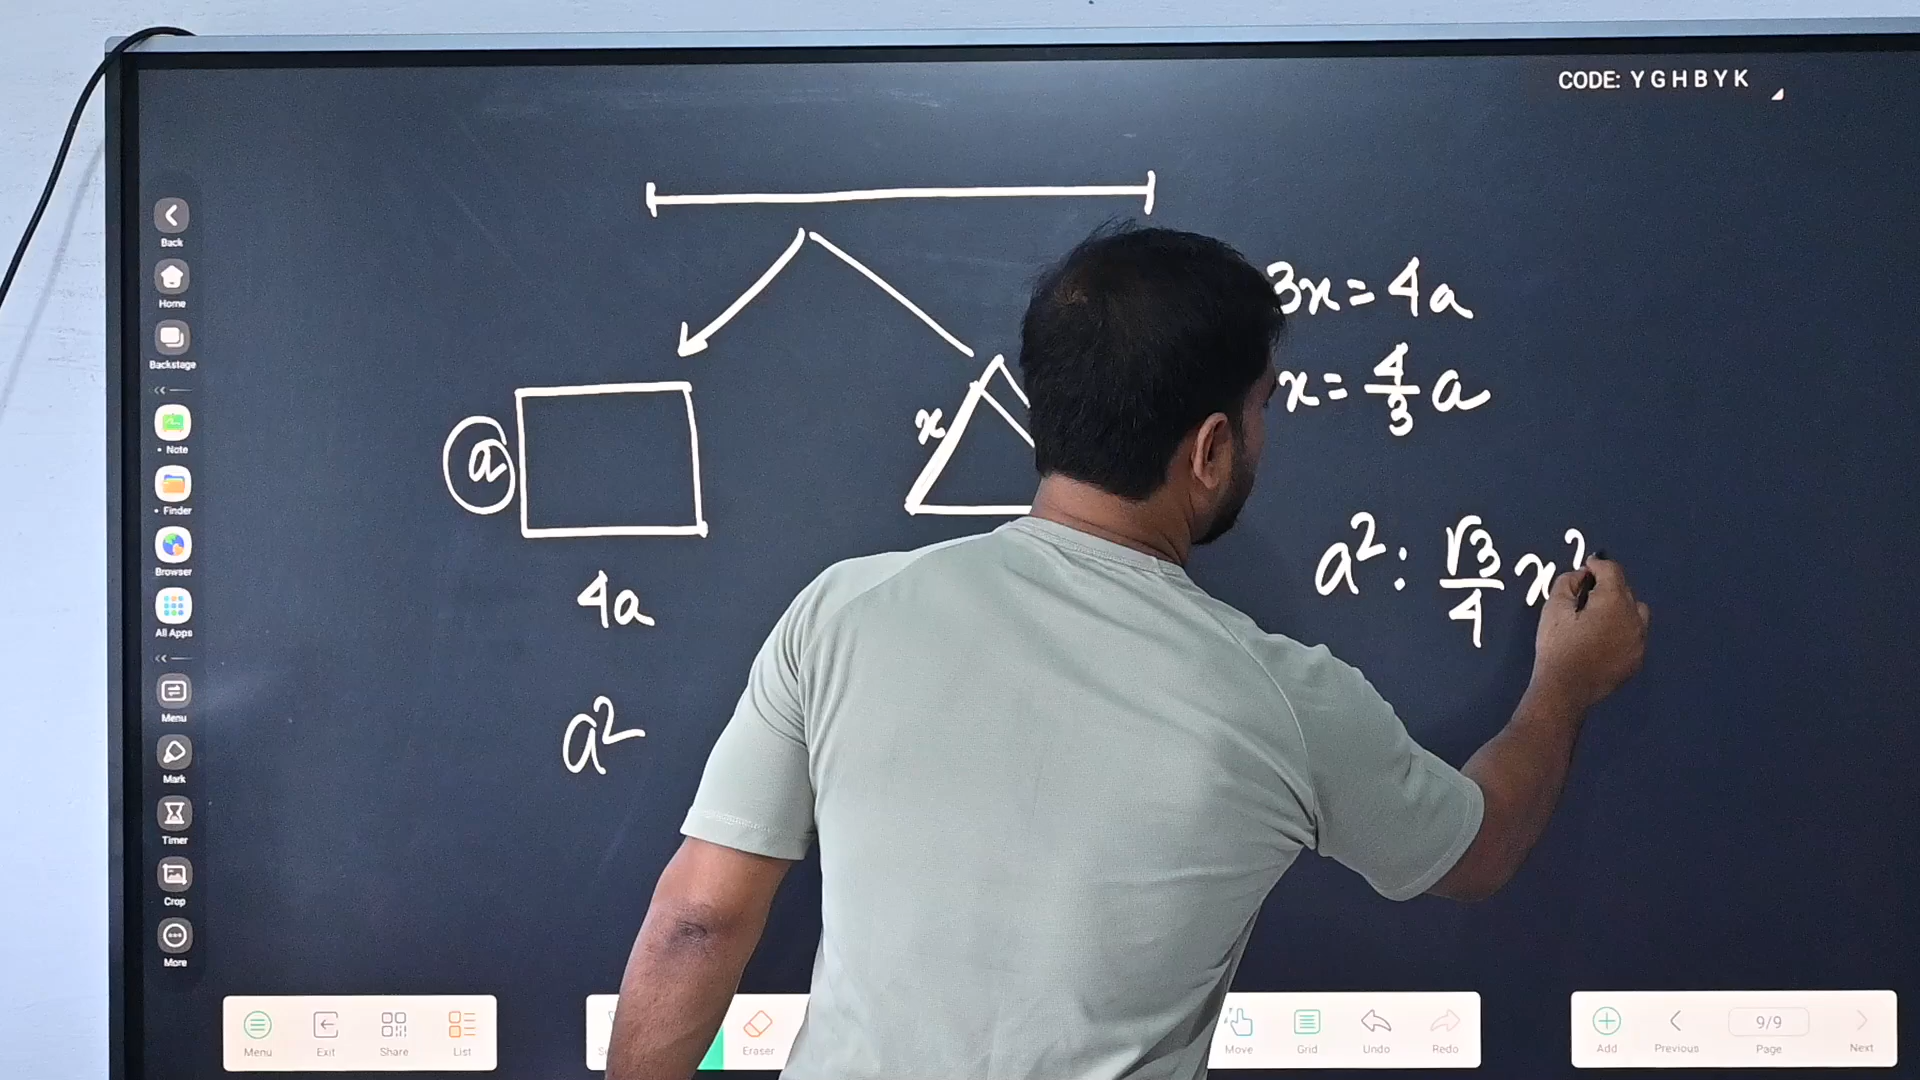 CODE: YGHBYK
Back
Home
Backstage
• Note
• Finder
Browser
All Apps
Menu
Mark
Timer
Crop
More
a
4a
a²
x
3x = 4a
x = 4/3 a
a² : √3/4 x²
Menu Exit Share List
Eraser
Move Grid Undo Redo
Add Previous 9/9 Page Next